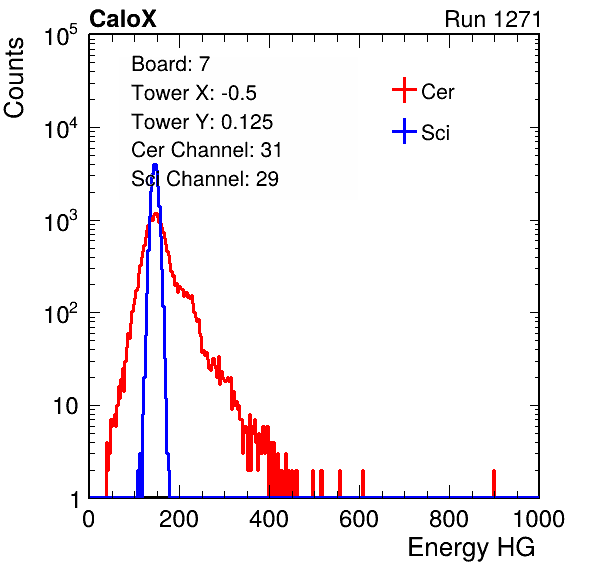 CaloX Run 1271
Counts
10^5
10^4
10^3
10^2
10
1
Board: 7
Tower X: -0.5
Tower Y: 0.125
Cer Channel: 31
Sci Channel: 29
Cer
Sci
0 200 400 600 800 1000
Energy HG